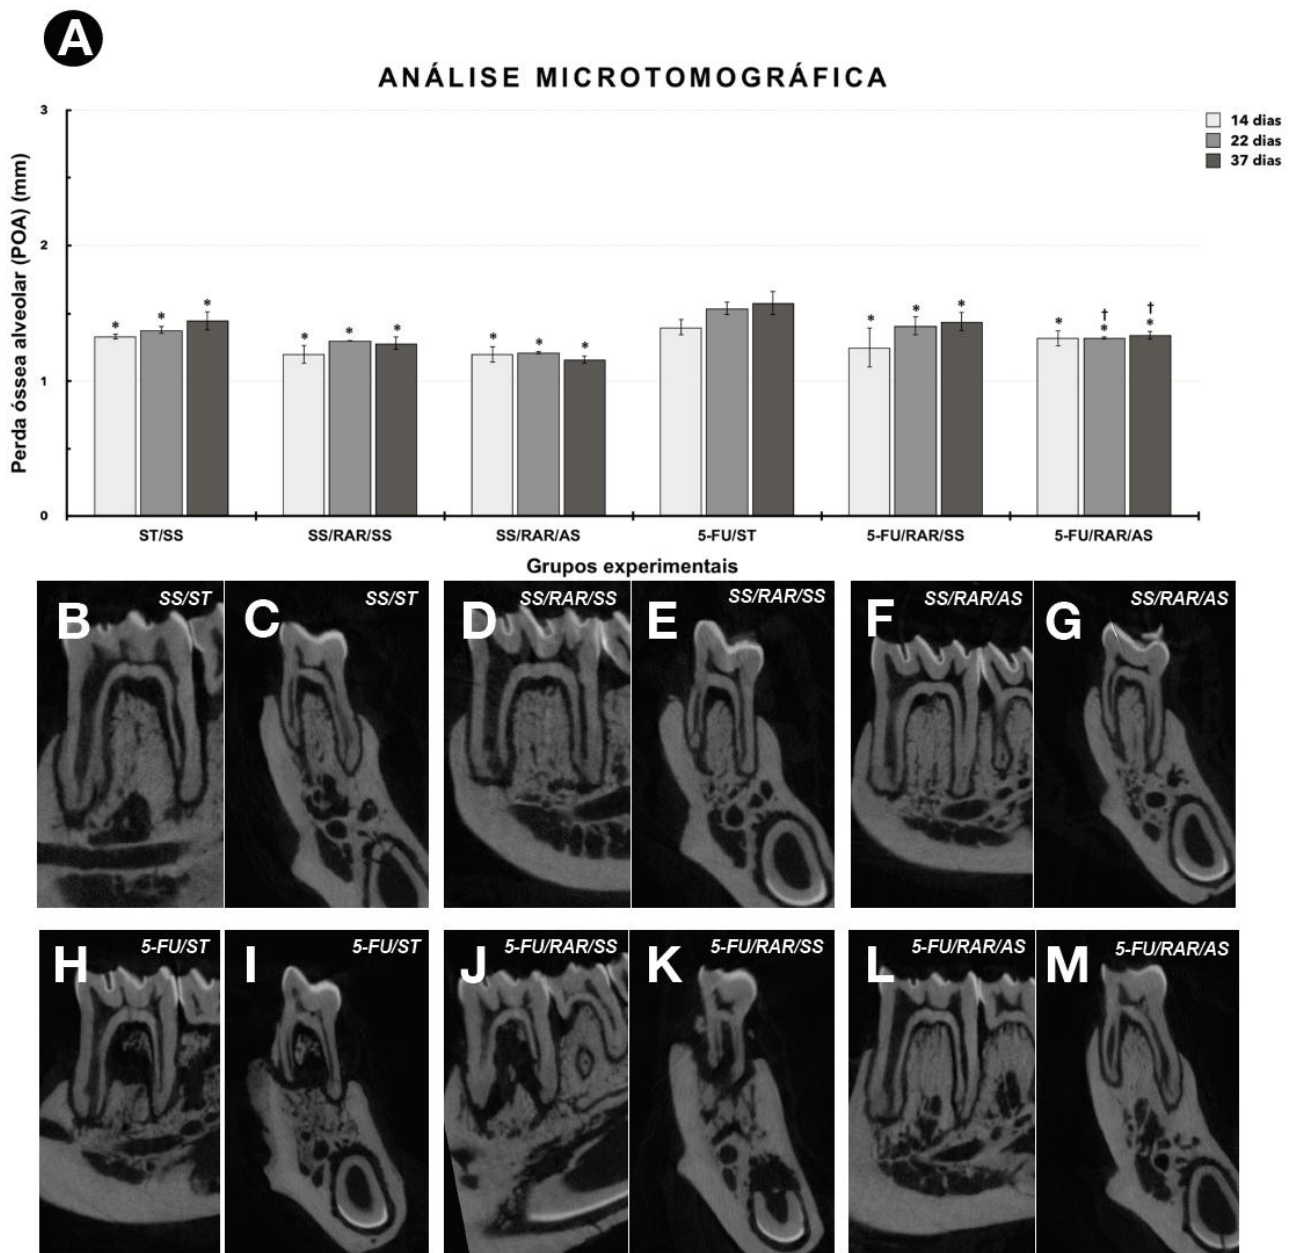 A
ANÁLISE MICROTOMOGRÁFICA
Perda óssea alveolar (POA) (mm)
3
2
1
0
14 dias
22 dias
37 dias
* * *
* * *
* * *
* * *
* † * † *
ST/SS
SS/RAR/SS
SS/RAR/AS
5-FU/ST
5-FU/RAR/SS
5-FU/RAR/AS
Grupos experimentais
B SS/ST
C SS/ST
D SS/RAR/SS
E SS/RAR/SS
F SS/RAR/AS
G SS/RAR/AS
H 5-FU/ST
I 5-FU/ST
J 5-FU/RAR/SS
K 5-FU/RAR/SS
L 5-FU/RAR/AS
M 5-FU/RAR/AS